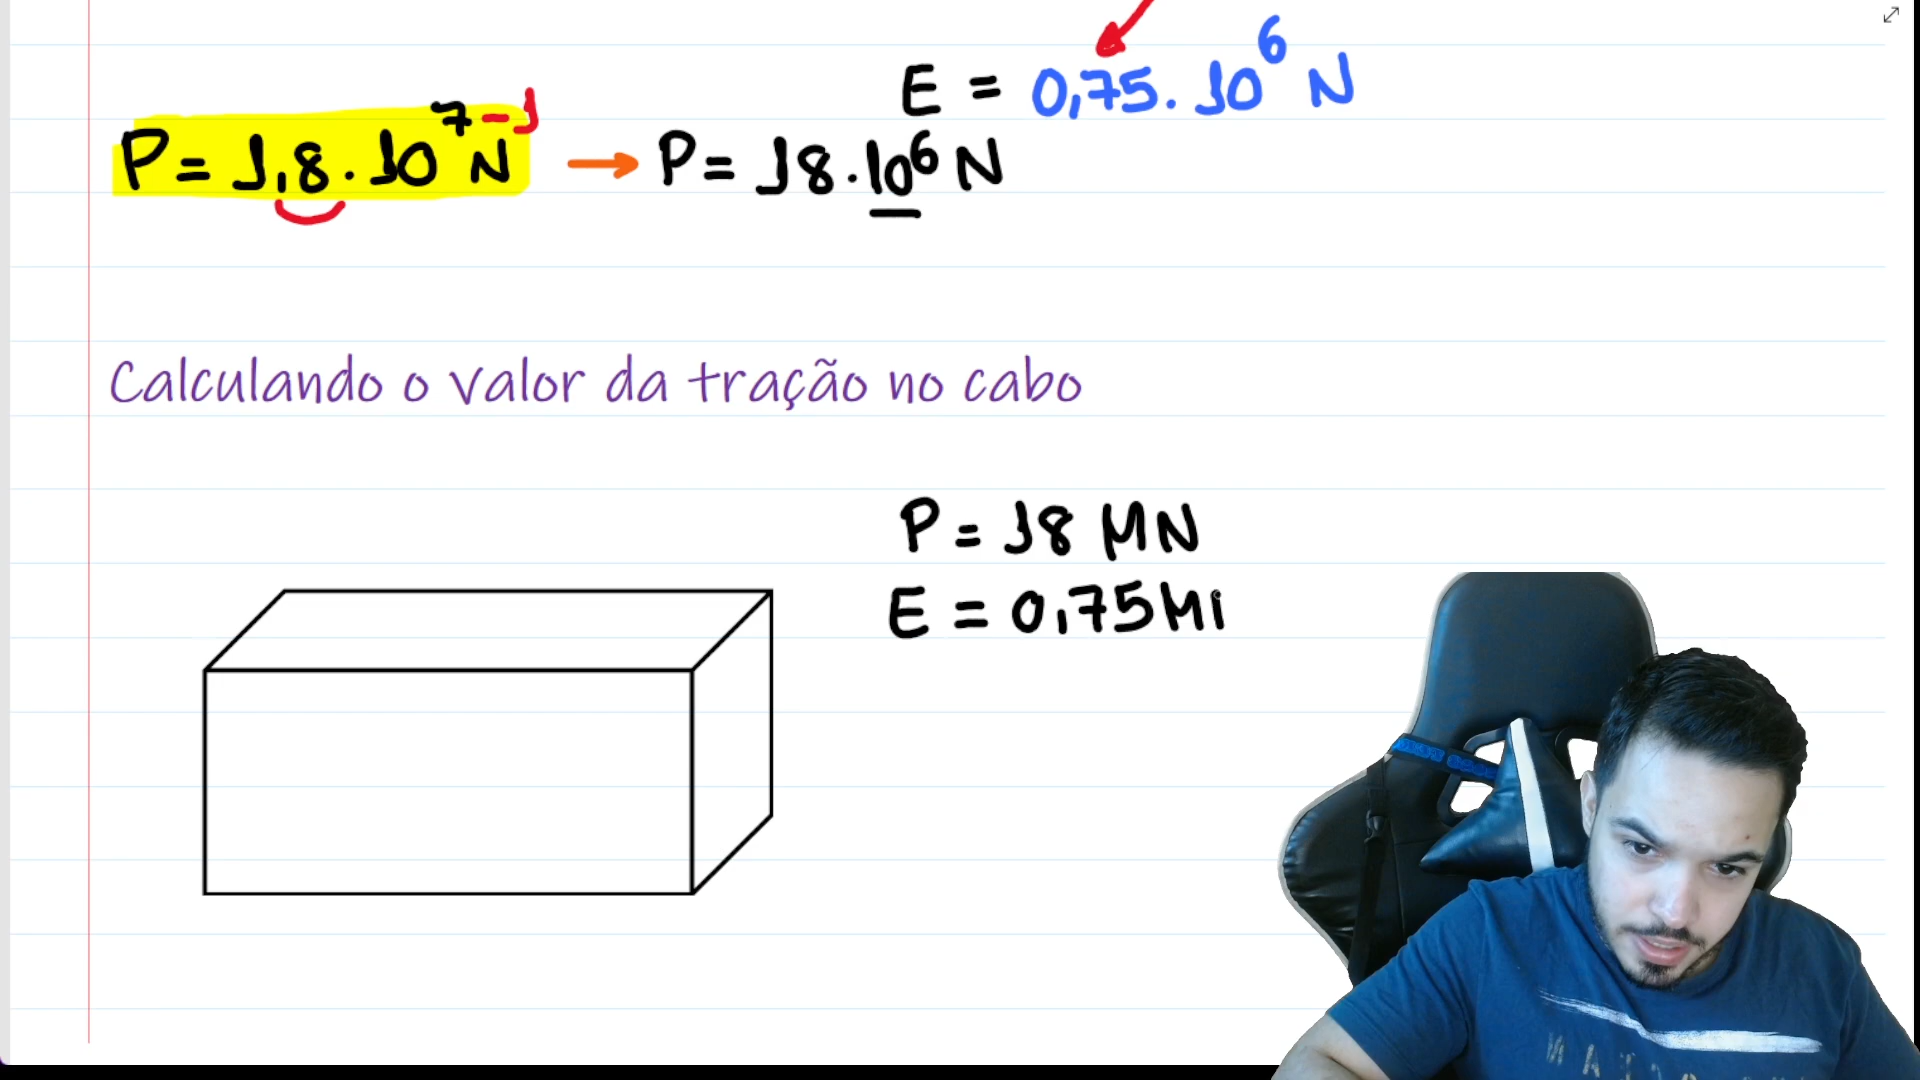 E = 0,75. 10⁶ N
P = 1,8. 10⁷⁻¹ N → P = 18. 10⁶ N
Calculando o valor da tração no cabo
P = 18 MN
E = 0,75 MI